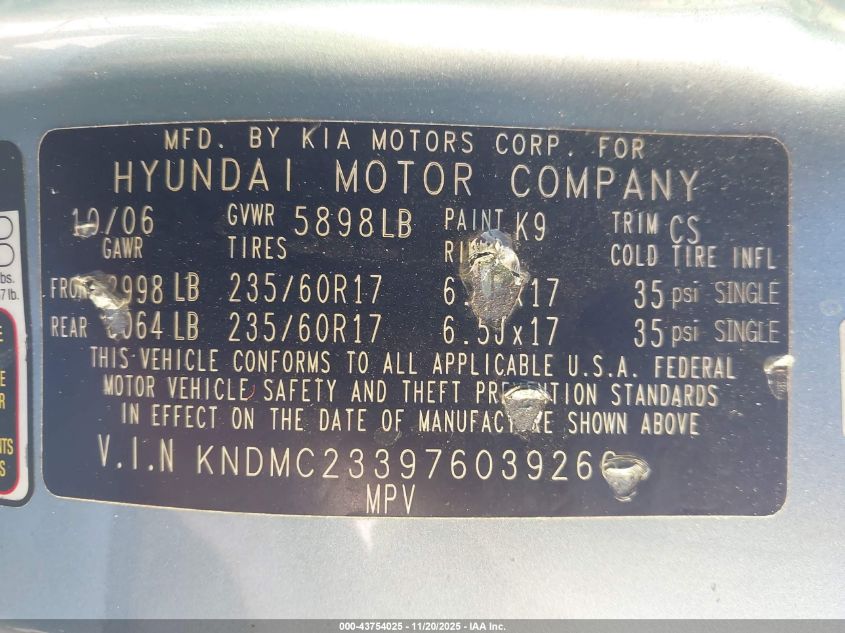 MFD. BY KIA MOTORS CORP. FOR
HYUNDAI MOTOR COMPANY
10/06 GVWR 5898LB PAINT K9 TRIM CS
GAWR TIRES COLD TIRE INFL
LB 235/60R17 35 psi SINGLE
REAR LB 235/60R17 6.5Jx17 35 psi SINGLE
THIS VEHICLE CONFORMS TO ALL APPLICABLE U.S.A. FEDERAL
MOTOR VEHICLE SAFETY AND THEFT STANDARDS
IN EFFECT ON THE DATE OF SHOWN ABOVE
V.I.N
MPV
000-43754025 - 11/20/2025 - IAA Inc.